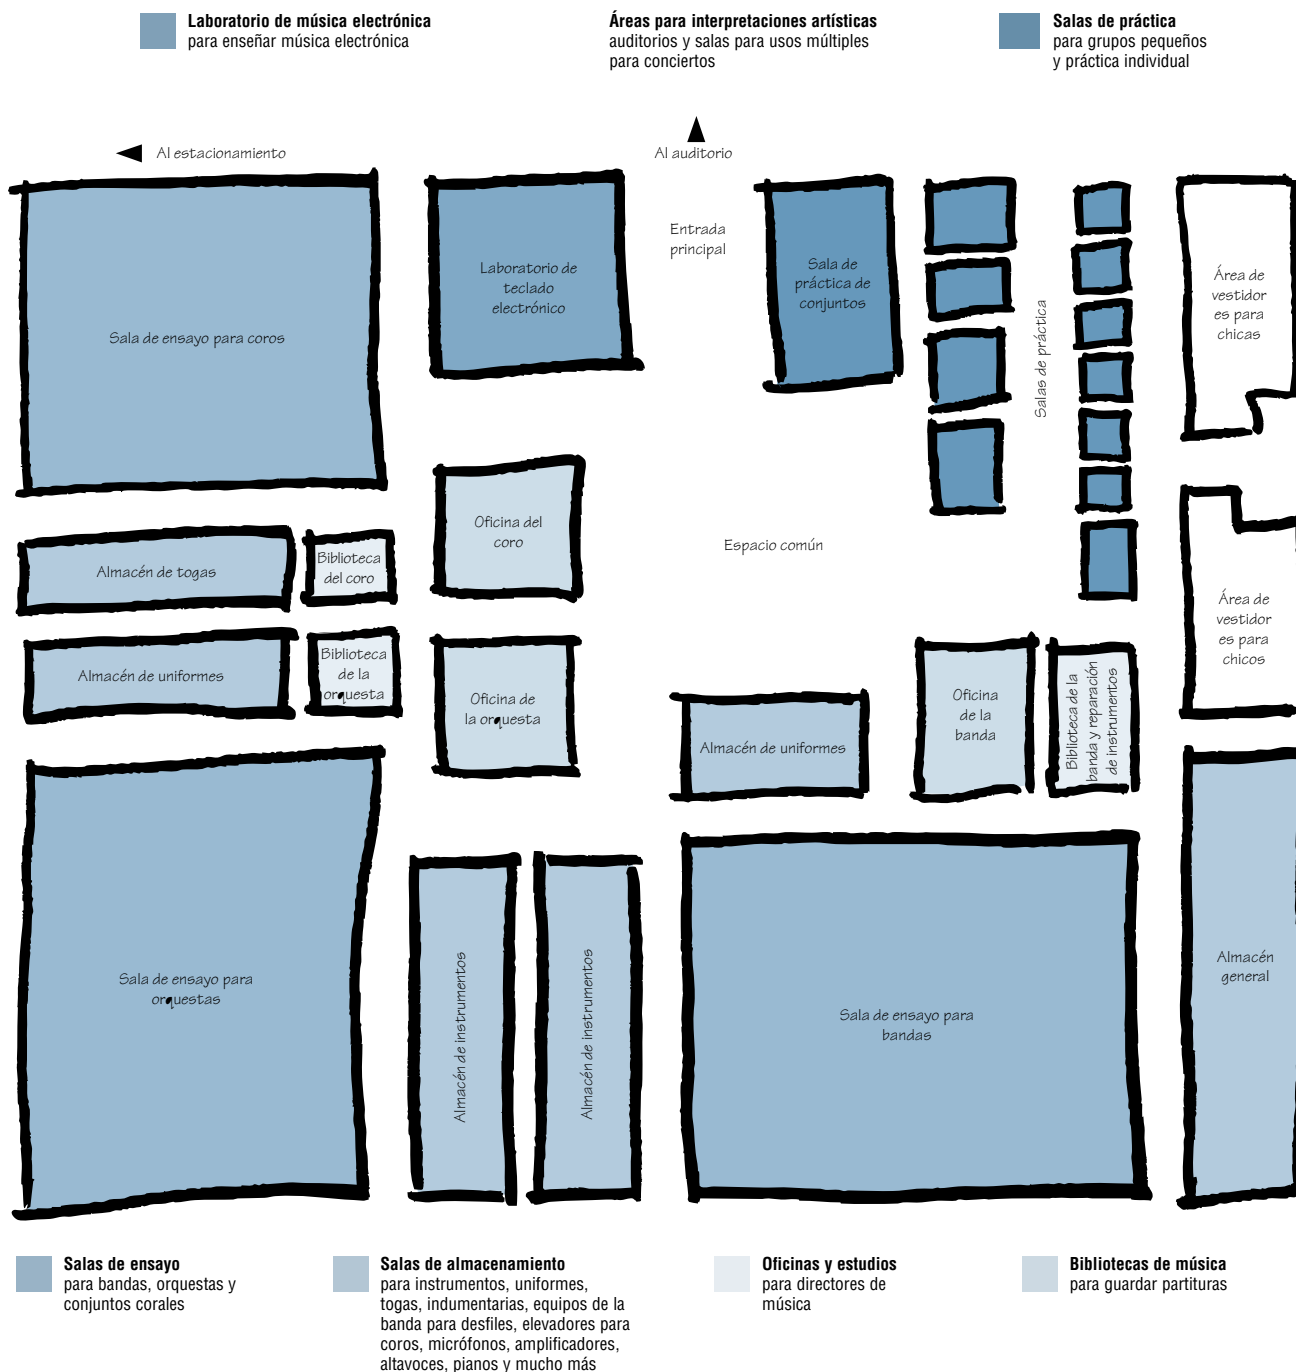 Laboratorio de música electrónica
para enseñar música electrónica
Áreas para interpretaciones artísticas
auditorios y salas para usos múltiples
para conciertos
Salas de práctica
para grupos pequeños
y práctica individual
Al estacionamiento
Al auditorio
Entrada
principal
Sala de ensayo para coros
Laboratorio de
teclado
electrónico
Sala de
práctica de
conjuntos
Salas de práctica
Área de
vestidor
es para
chicas
Oficina del
coro
Espacio común
Almacén de togas
Biblioteca
del coro
Área de
vestidor
es para
chicos
Almacén de uniformes
Biblioteca
de la
orquesta
Oficina de
la orquesta
Almacén de uniformes
Oficina
de la
banda
Biblioteca de la
banda y reparación
de instrumentos
Sala de ensayo para
orquestas
Almacén de instrumentos
Almacén de instrumentos
Sala de ensayo para
bandas
Almacén
general
Salas de ensayo
para bandas, orquestas y
conjuntos corales
Salas de almacenamiento
para instrumentos, uniformes,
togas, indumentarias, equipos de la
banda para desfiles, elevadores para
coros, micrófonos, amplificadores,
altavoces, pianos y mucho más
Oficinas y estudios
para directores de
música
Bibliotecas de música
para guardar partituras